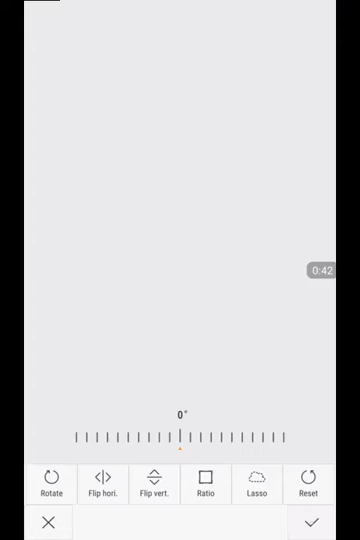 0:42
0°
Rotate
Flip hori.
Flip vert.
Ratio
Lasso
Reset